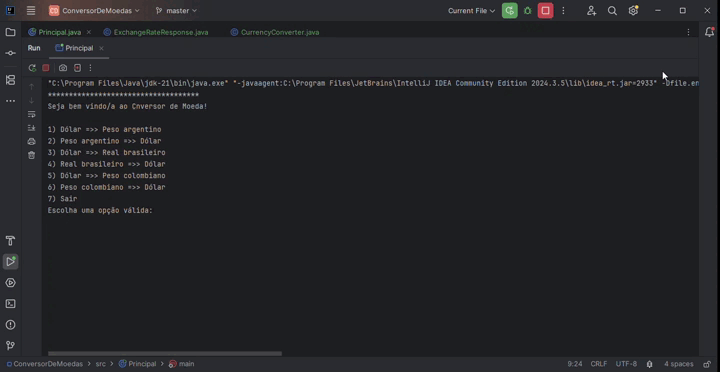 CD ConversorDeMoedas master Current File
Principal.java ExchangeRateResponse.java CurrencyConverter.java
Run Principal
"C:\Program Files\Java\jdk-21\bin\java.exe" "-javaagent:C:\Program Files\JetBrains\IntelliJ IDEA Community Edition 2024.3.5\lib\idea_rt.jar=2933" -Dfile.en
***********************************
Seja bem vindo/a ao Cnversor de Moeda!
1) Dólar =>> Peso argentino
2) Peso argentino =>> Dólar
3) Dólar =>> Real brasileiro
4) Real brasileiro =>> Dólar
5) Dólar =>> Peso colombiano
6) Peso colombiano =>> Dólar
7) Sair
Escolha uma opção válida:
ConversorDeMoedas > src > Principal > main 9:24 CRLF UTF-8 4 spaces